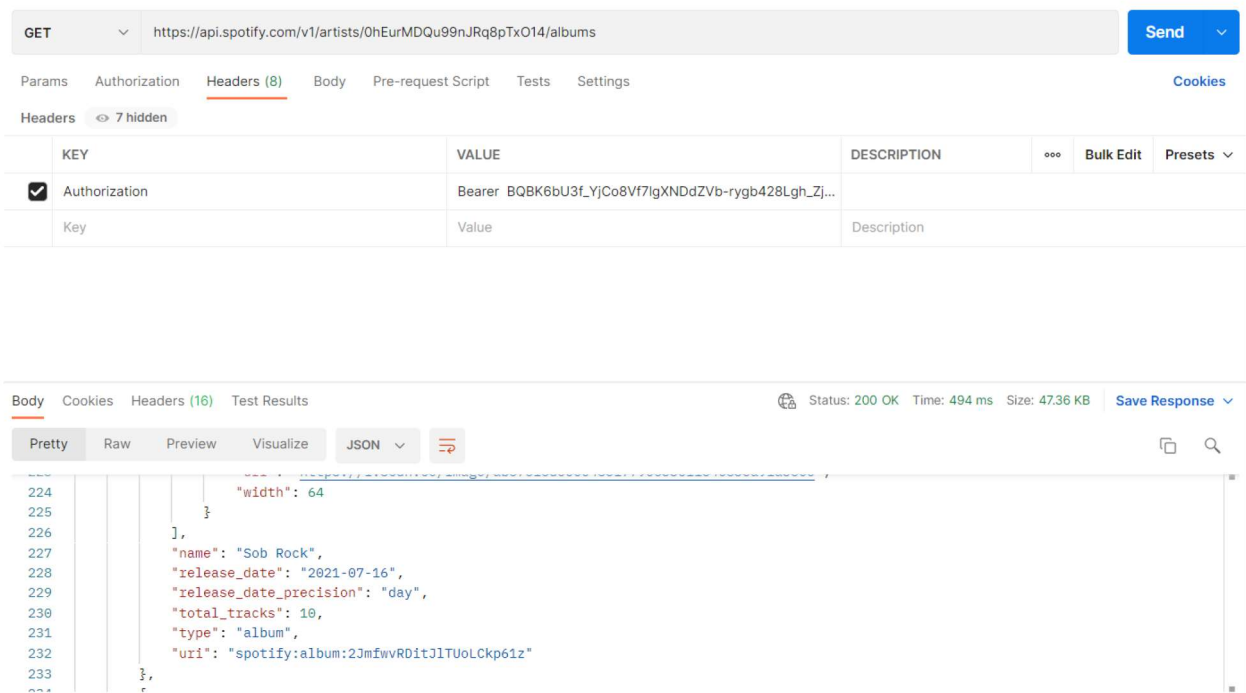 GET https://api.spotify.com/v1/artists/0hEurMDQu99nJRq8pTxO14/albums Send
Params Authorization Headers (8) Body Pre-request Script Tests Settings Cookies
Headers 7 hidden
KEY VALUE DESCRIPTION ooo Bulk Edit Presets
Authorization Bearer BQBK6bU3f_YjCo8Vf7lgXNDdZVb-rygb428Lgh_Zj...
Key Value Description
Body Cookies Headers (16) Test Results Status: 200 OK Time: 494 ms Size: 47.36 KB Save Response
Pretty Raw Preview Visualize JSON
224 "width": 64
225 }
226 ],
227 "name": "Sob Rock",
228 "release_date": "2021-07-16",
229 "release_date_precision": "day",
230 "total_tracks": 10,
231 "type": "album",
232 "uri": "spotify:album:2JmfwvRDitJlTUoLCkp61z"
233 },